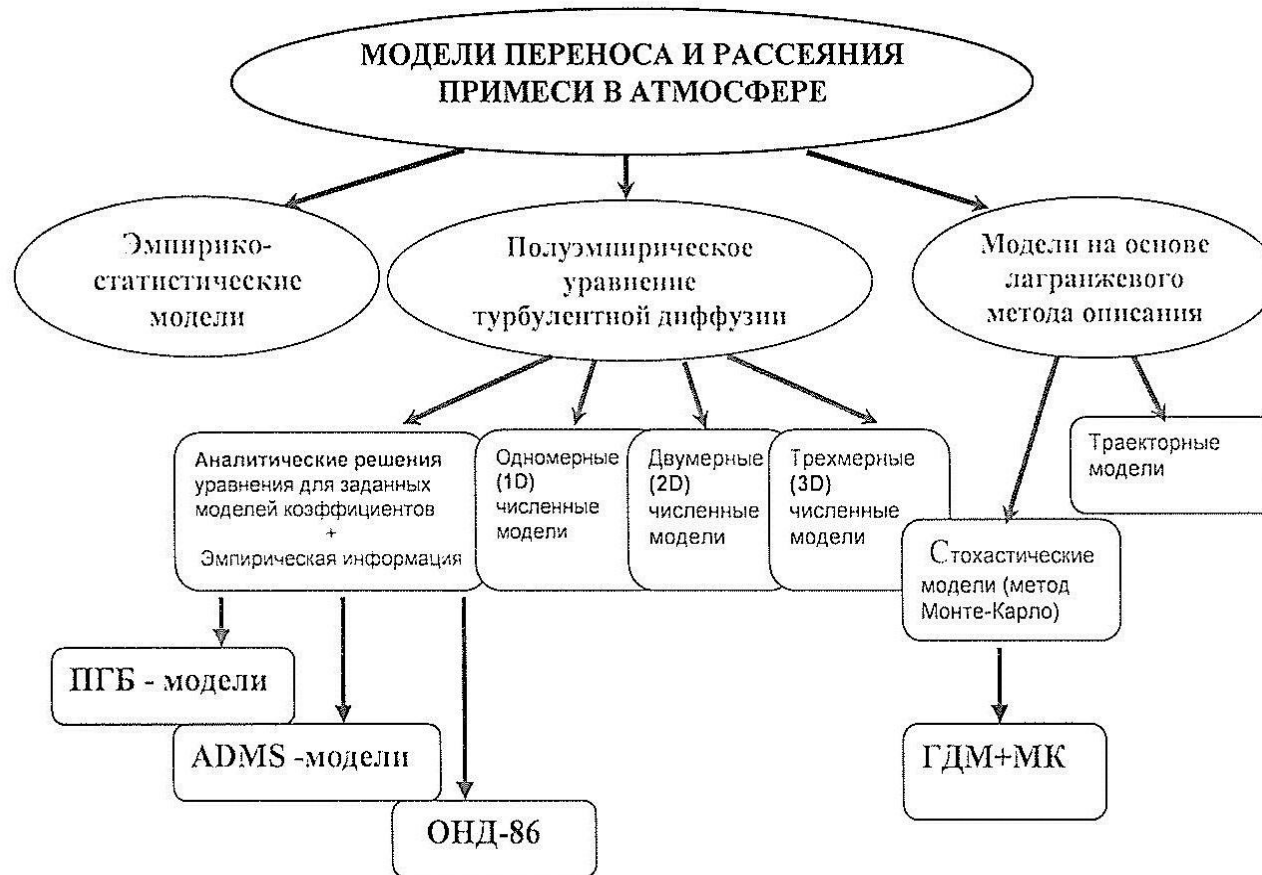 МОДЕЛИ ПЕРЕНОСА И РАССЕЯНИЯ
ПРИМЕСИ В АТМОСФЕРЕ
Эмпирико-
статистические
модели
Полуэмпирическое
уравнение
турбулентной диффузии
Модели на основе
лагранжевого
метода описания
Аналитические решения
уравнения для заданных
моделей коэффициентов
+
Эмпирическая информация
Одномерные
(1D)
численные
модели
Двумерные
(2D)
численные
модели
Трехмерные
(3D)
численные
модели
Траекторные
модели
Стохастические
модели (метод
Монте-Карло)
ПГБ - модели
ADMS -модели
ОНД-86
ГДМ+МК